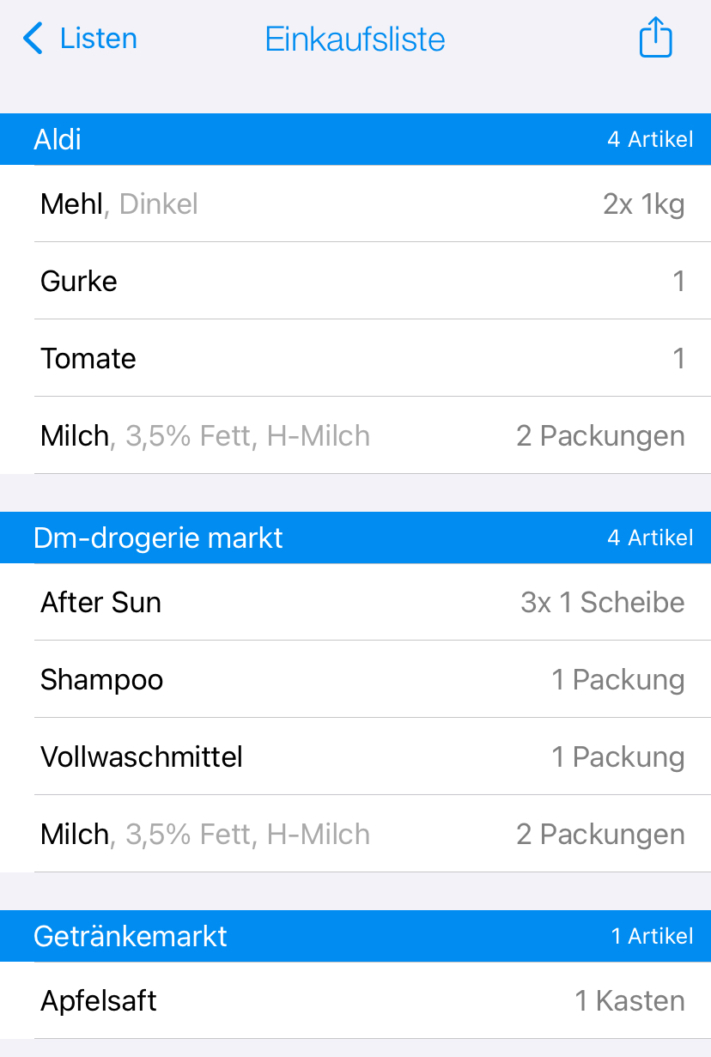 Listen Einkaufsliste
Aldi 4 Artikel
Mehl, Dinkel 2x 1kg
Gurke 1
Tomate 1
Milch, 3,5% Fett, H-Milch 2 Packungen
Dm-drogerie markt 4 Artikel
After Sun 3x 1 Scheibe
Shampoo 1 Packung
Vollwaschmittel 1 Packung
Milch, 3,5% Fett, H-Milch 2 Packungen
Getränkemarkt 1 Artikel
Apfelsaft 1 Kasten